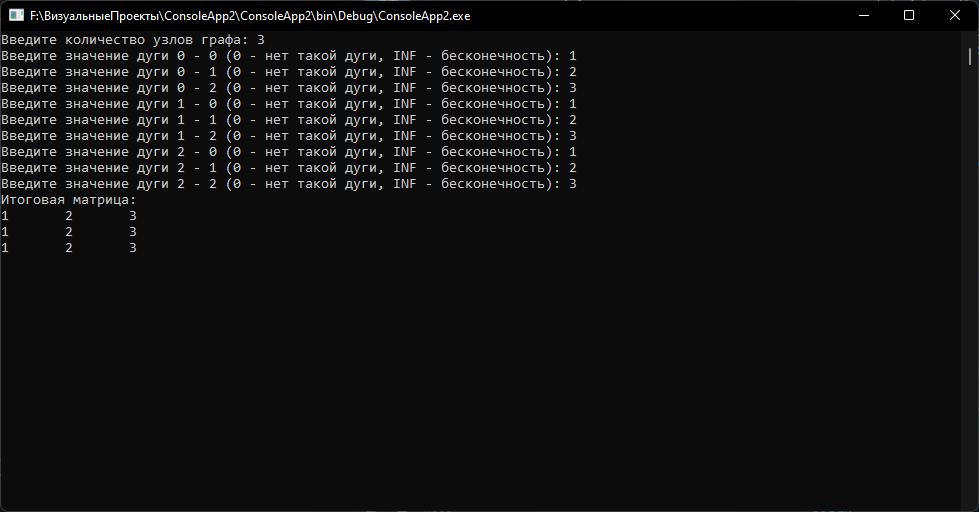 F:\ВизуальныеПроекты\ConsoleApp2\ConsoleApp2\bin\Debug\ConsoleApp2.exe
Введите количество узлов графа: 3
Введите значение дуги 0 - 0 (0 - нет такой дуги, INF - бесконечность): 1
Введите значение дуги 0 - 1 (0 - нет такой дуги, INF - бесконечность): 2
Введите значение дуги 0 - 2 (0 - нет такой дуги, INF - бесконечность): 3
Введите значение дуги 1 - 0 (0 - нет такой дуги, INF - бесконечность): 1
Введите значение дуги 1 - 1 (0 - нет такой дуги, INF - бесконечность): 2
Введите значение дуги 1 - 2 (0 - нет такой дуги, INF - бесконечность): 3
Введите значение дуги 2 - 0 (0 - нет такой дуги, INF - бесконечность): 1
Введите значение дуги 2 - 1 (0 - нет такой дуги, INF - бесконечность): 2
Введите значение дуги 2 - 2 (0 - нет такой дуги, INF - бесконечность): 3
Итоговая матрица:
1 2 3
1 2 3
1 2 3